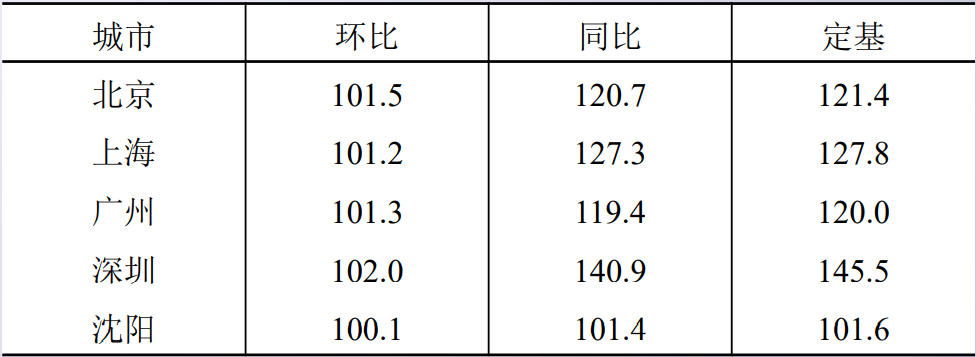 城市 环比 同比 定基
北京 101.5 120.7 121.4
上海 101.2 127.3 127.8
广州 101.3 119.4 120.0
深圳 102.0 140.9 145.5
沈阳 100.1 101.4 101.6